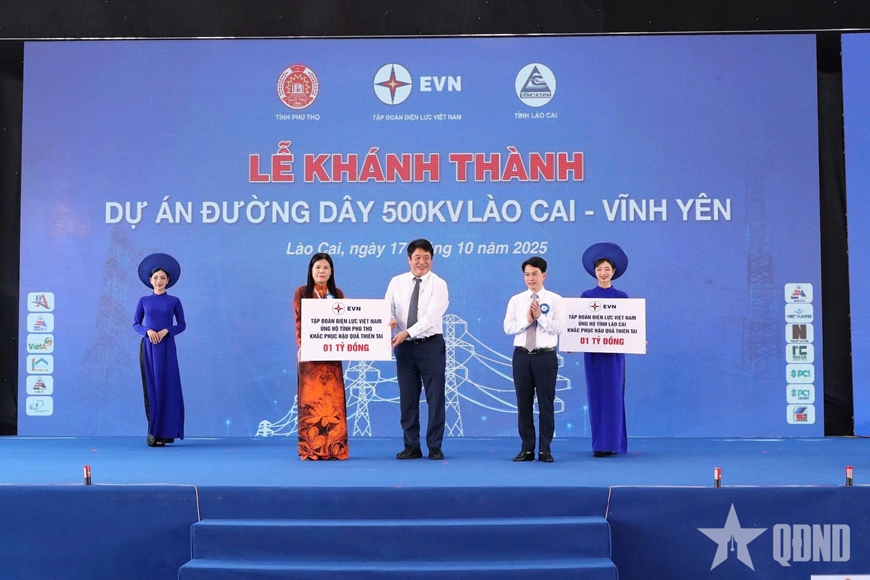 TỈNH PHÚ THỌ
EVN
TẬP ĐOÀN ĐIỆN LỰC VIỆT NAM
TỈNH LÀO CAI
LỄ KHÁNH THÀNH
DỰ ÁN ĐƯỜNG DÂY 500KV LÀO CAI - VĨNH YÊN
Lào Cai, ngày 17 10 năm 2025
EVN
TẬP ĐOÀN ĐIỆN LỰC VIỆT NAM
ỦNG HỘ TỈNH PHÚ THỌ
KHẮC PHỤC HẬU QUẢ THIÊN TAI
01 TỶ ĐỒNG
EVN
TẬP ĐOÀN ĐIỆN LỰC VIỆT NAM
ỦNG HỘ TỈNH LÀO CAI
KHẮC PHỤC HẬU QUẢ THIÊN TAI
01 TỶ ĐỒNG
PC1
PC1
QĐND